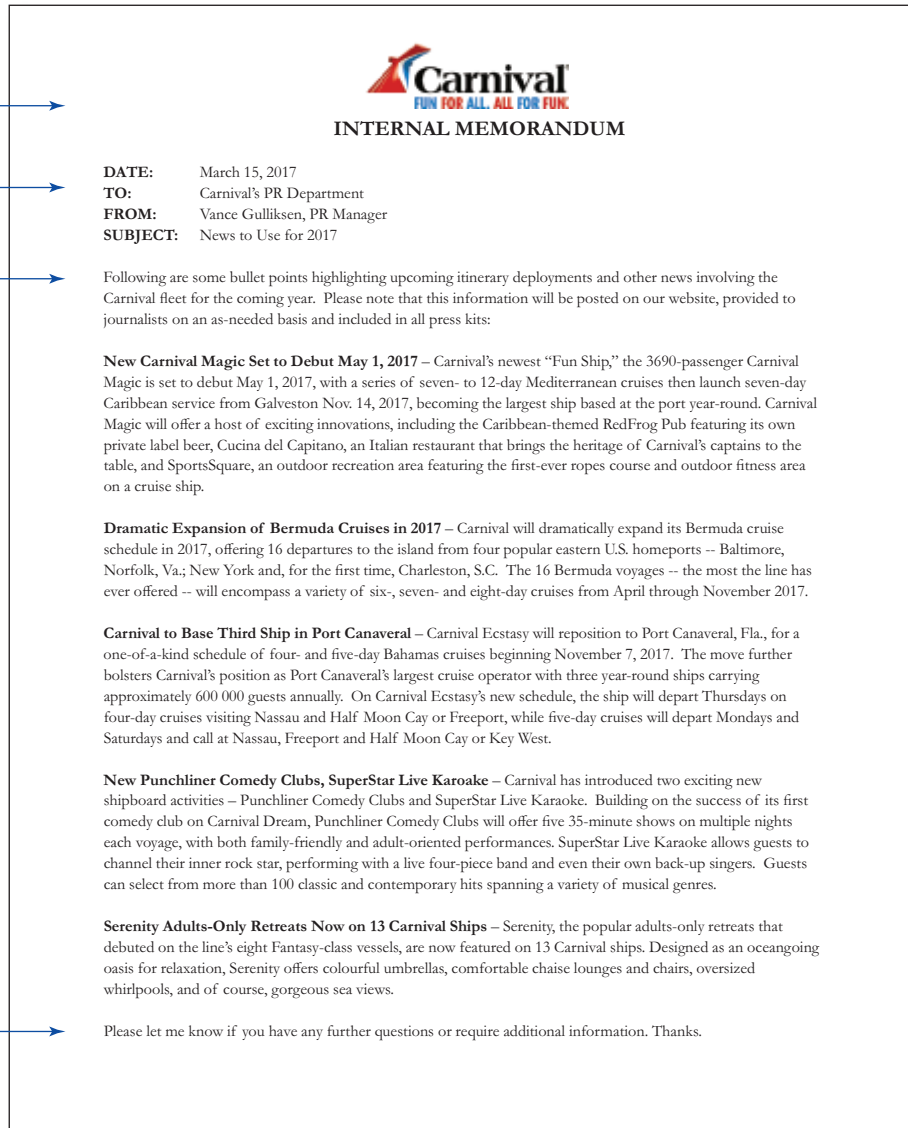 Carnival
FUN FOR ALL. ALL FOR FUN.
INTERNAL MEMORANDUM
DATE: March 15, 2017
TO: Carnival’s PR Department
FROM: Vance Gulliksen, PR Manager
SUBJECT: News to Use for 2017
Following are some bullet points highlighting upcoming itinerary deployments and other news involving the
Carnival fleet for the coming year.  Please note that this information will be posted on our website, provided to
journalists on an as-needed basis and included in all press kits:
New Carnival Magic Set to Debut May 1, 2017 – Carnival’s newest “Fun Ship,” the 3690-passenger Carnival
Magic is set to debut May 1, 2017, with a series of seven- to 12-day Mediterranean cruises then launch seven-day
Caribbean service from Galveston Nov. 14, 2017, becoming the largest ship based at the port year-round. Carnival
Magic will offer a host of exciting innovations, including the Caribbean-themed RedFrog Pub featuring its own
private label beer, Cucina del Capitano, an Italian restaurant that brings the heritage of Carnival’s captains to the
table, and SportsSquare, an outdoor recreation area featuring the first-ever ropes course and outdoor fitness area
on a cruise ship.
Dramatic Expansion of Bermuda Cruises in 2017 – Carnival will dramatically expand its Bermuda cruise
schedule in 2017, offering 16 departures to the island from four popular eastern U.S. homeports -- Baltimore,
Norfolk, Va.; New York and, for the first time, Charleston, S.C.  The 16 Bermuda voyages -- the most the line has
ever offered -- will encompass a variety of six-, seven- and eight-day cruises from April through November 2017.
Carnival to Base Third Ship in Port Canaveral – Carnival Ecstasy will reposition to Port Canaveral, Fla., for a
one-of-a-kind schedule of four- and five-day Bahamas cruises beginning November 7, 2017.  The move further
bolsters Carnival’s position as Port Canaveral’s largest cruise operator with three year-round ships carrying
approximately 600 000 guests annually.  On Carnival Ecstasy’s new schedule, the ship will depart Thursdays on
four-day cruises visiting Nassau and Half Moon Cay or Freeport, while five-day cruises will depart Mondays and
Saturdays and call at Nassau, Freeport and Half Moon Cay or Key West.
New Punchliner Comedy Clubs, SuperStar Live Karoake – Carnival has introduced two exciting new
shipboard activities – Punchliner Comedy Clubs and SuperStar Live Karaoke.  Building on the success of its first
comedy club on Carnival Dream, Punchliner Comedy Clubs will offer five 35-minute shows on multiple nights
each voyage, with both family-friendly and adult-oriented performances. SuperStar Live Karaoke allows guests to
channel their inner rock star, performing with a live four-piece band and even their own back-up singers.  Guests
can select from more than 100 classic and contemporary hits spanning a variety of musical genres.
Serenity Adults-Only Retreats Now on 13 Carnival Ships – Serenity, the popular adults-only retreats that
debuted on the line’s eight Fantasy-class vessels, are now featured on 13 Carnival ships. Designed as an oceangoing
oasis for relaxation, Serenity offers colourful umbrellas, comfortable chaise lounges and chairs, oversized
whirlpools, and of course, gorgeous sea views.
Please let me know if you have any further questions or require additional information. Thanks.